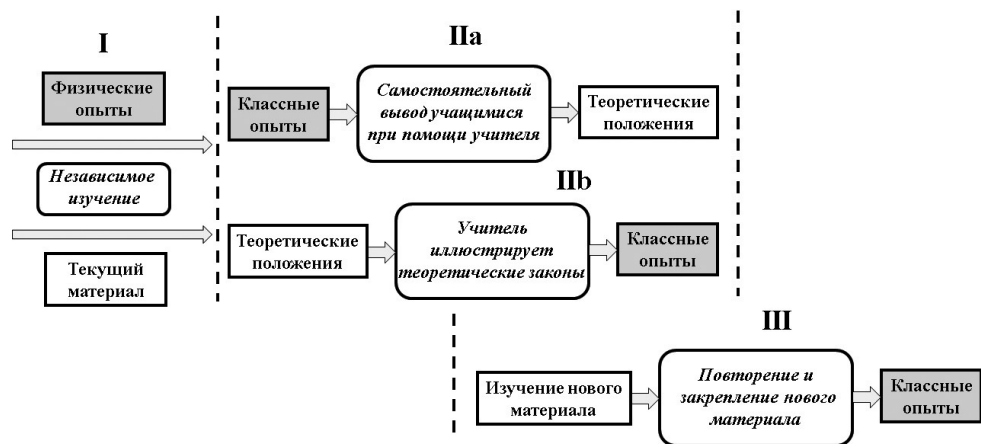 I
Физические
опыты
Независимое
изучение
Текущий
материал
IIa
Классные
опыты
Самостоятельный
вывод учащимися
при помощи учителя
Теоретические
положения
IIb
Теоретические
положения
Учитель
иллюстрирует
теоретические законы
Классные
опыты
III
Изучение нового
материала
Повторение и
закрепление нового
материала
Классные
опыты